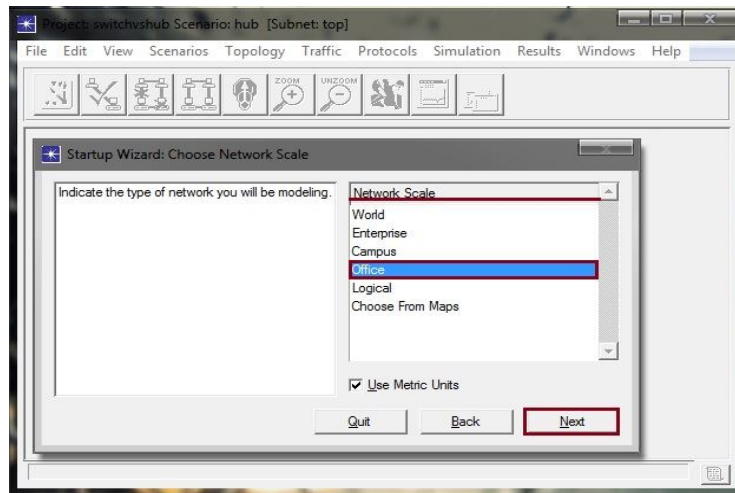 Project: switchvshub Scenario: hub [Subnet: top]
File Edit View Scenarios Topology Traffic Protocols Simulation Results Windows Help
ZOOM UNZOOM
Startup Wizard: Choose Network Scale
Indicate the type of network you will be modeling.
Network Scale
World
Enterprise
Campus
Office
Logical
Choose From Maps
Use Metric Units
Quit Back Next